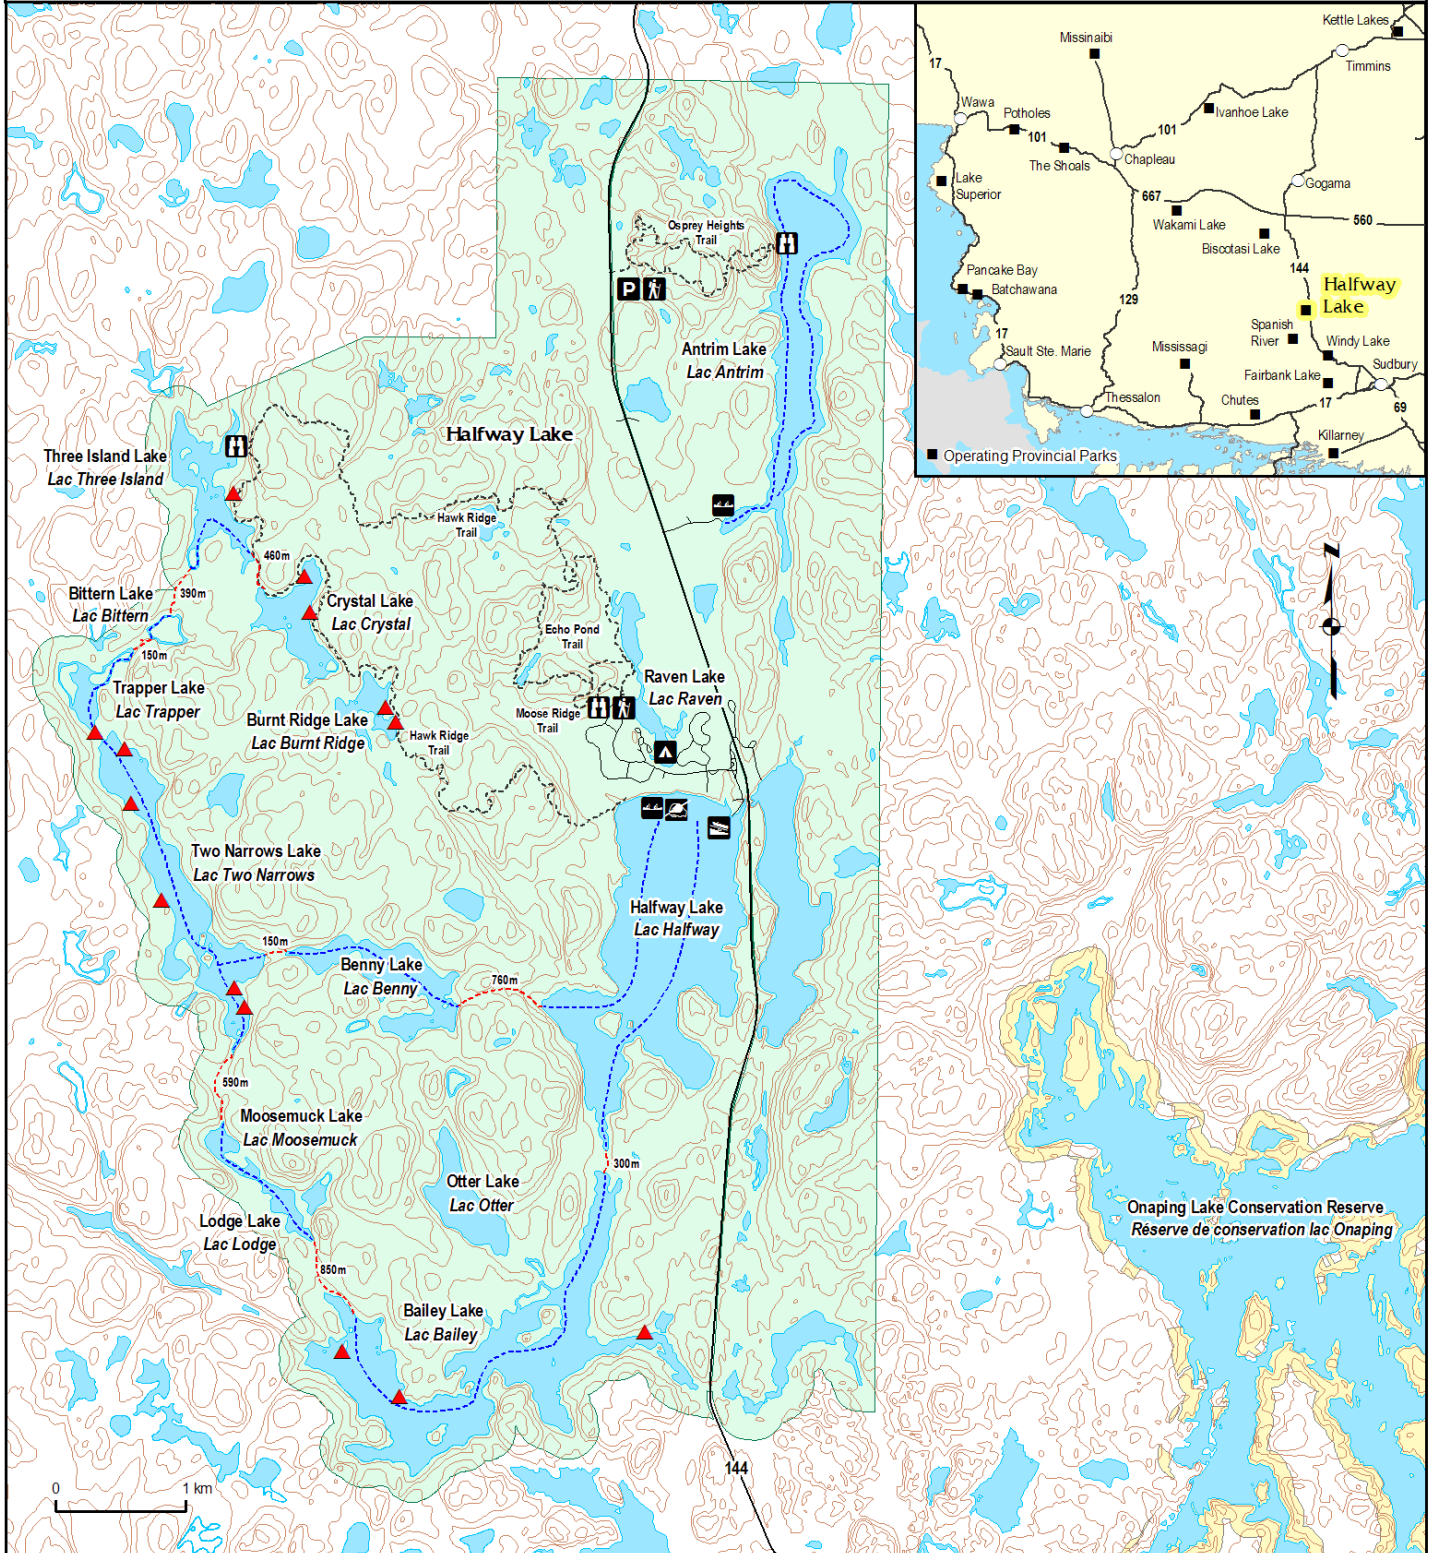 Kettle Lakes
Missinaibi
17
Timmins
Wawa
Potholes
Ivanhoe Lake
101
101
The Shoals
Chapleau
Lake
Superior
667
Gogama
Wakami Lake
560
Biscotasi Lake
Pancake Bay
Batchawana
144
Halfway
Lake
129
17
Spanish
River
Sault Ste. Marie
Mississagi
Windy Lake
Sudbury
Fairbank Lake
Thessalon
Chutes
17
69
Killarney
Operating Provincial Parks
Osprey Heights
Trail
P
Antrim Lake
Lac Antrim
Halfway Lake
Three Island Lake
Lac Three Island
Hawk Ridge
Trail
460m
N
Bittern Lake
Lac Bittern
390m
Crystal Lake
Lac Crystal
Echo Pond
Trail
150m
Raven Lake
Lac Raven
Trapper Lake
Lac Trapper
Moose Ridge
Trail
Burnt Ridge Lake
Lac Burnt Ridge
Hawk Ridge
Trail
Two Narrows Lake
Lac Two Narrows
Halfway Lake
Lac Halfway
150m
Benny Lake
Lac Benny
760m
590m
Moosemuck Lake
Lac Moosemuck
300m
Otter Lake
Lac Otter
Onaping Lake Conservation Reserve
Réserve de conservation lac Onaping
Lodge Lake
Lac Lodge
850m
Bailey Lake
Lac Bailey
144
0 1 km